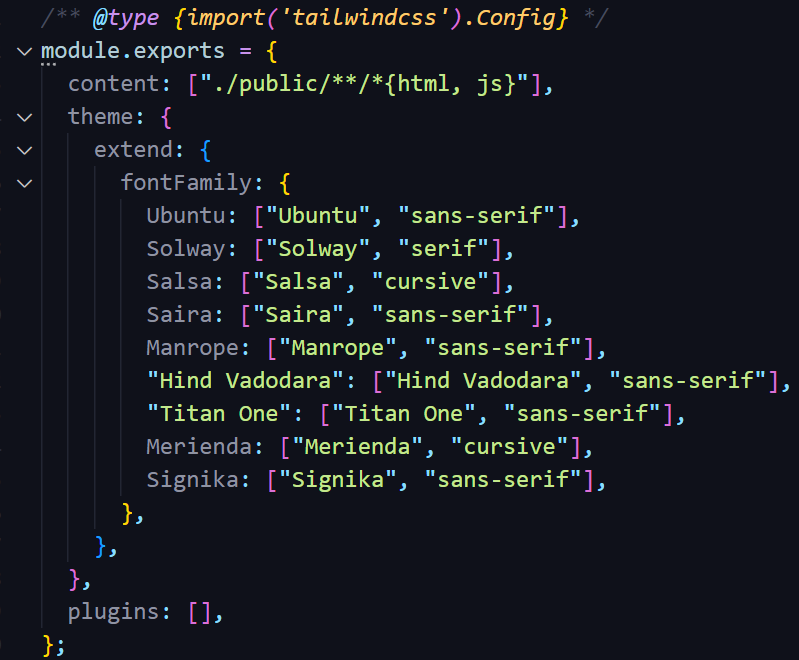 /** @type {import('tailwindcss').Config} */
module.exports = {
  content: ["./public/**/*{html, js}"],
  theme: {
    extend: {
      fontFamily: {
        Ubuntu: ["Ubuntu", "sans-serif"],
        Solway: ["Solway", "serif"],
        Salsa: ["Salsa", "cursive"],
        Saira: ["Saira", "sans-serif"],
        Manrope: ["Manrope", "sans-serif"],
        "Hind Vadodara": ["Hind Vadodara", "sans-serif"],
        "Titan One": ["Titan One", "sans-serif"],
        Merienda: ["Merienda", "cursive"],
        Signika: ["Signika", "sans-serif"],
      },
    },
  },
  plugins: [],
};